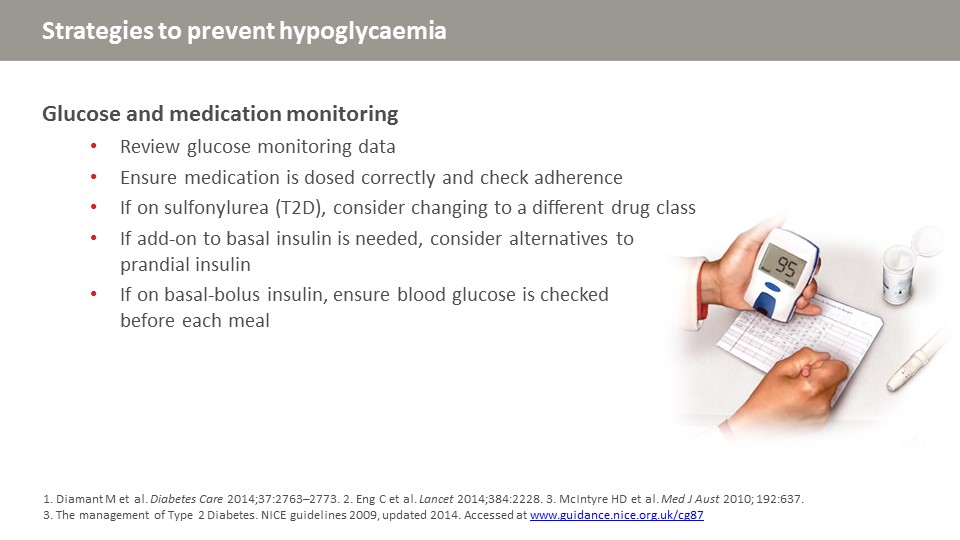 Strategies to prevent hypoglycaemia
Glucose and medication monitoring
• Review glucose monitoring data
• Ensure medication is dosed correctly and check adherence
• If on sulfonylurea (T2D), consider changing to a different drug class
• If add-on to basal insulin is needed, consider alternatives to
prandial insulin
• If on basal-bolus insulin, ensure blood glucose is checked
before each meal
95
1. Diamant M et al. Diabetes Care 2014;37:2763–2773. 2. Eng C et al. Lancet 2014;384:2228. 3. McIntyre HD et al. Med J Aust 2010; 192:637.
3. The management of Type 2 Diabetes. NICE guidelines 2009, updated 2014. Accessed at www.guidance.nice.org.uk/cg87